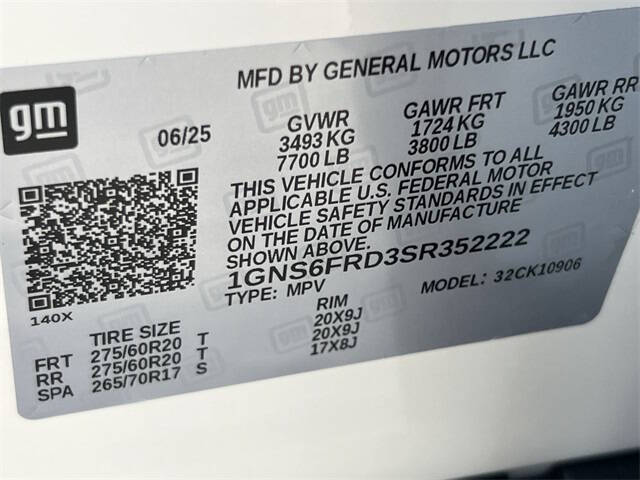 MFD BY GENERAL MOTORS LLC
gm
06/25
GVWR
3493 KG
7700 LB
GAWR FRT
1724 KG
3800 LB
GAWR RR
1950 KG
4300 LB
THIS VEHICLE CONFORMS TO ALL
APPLICABLE U.S. FEDERAL MOTOR
VEHICLE SAFETY STANDARDS IN EFFECT
ON THE DATE OF MANUFACTURE
SHOWN ABOVE.
1GNS6FRD3SR352222
TYPE: MPV MODEL: 32CK10906
140X
TIRE SIZE RIM
FRT 275/60R20 T 20X9J
RR 275/60R20 T 20X9J
SPA 265/70R17 S 17X8J